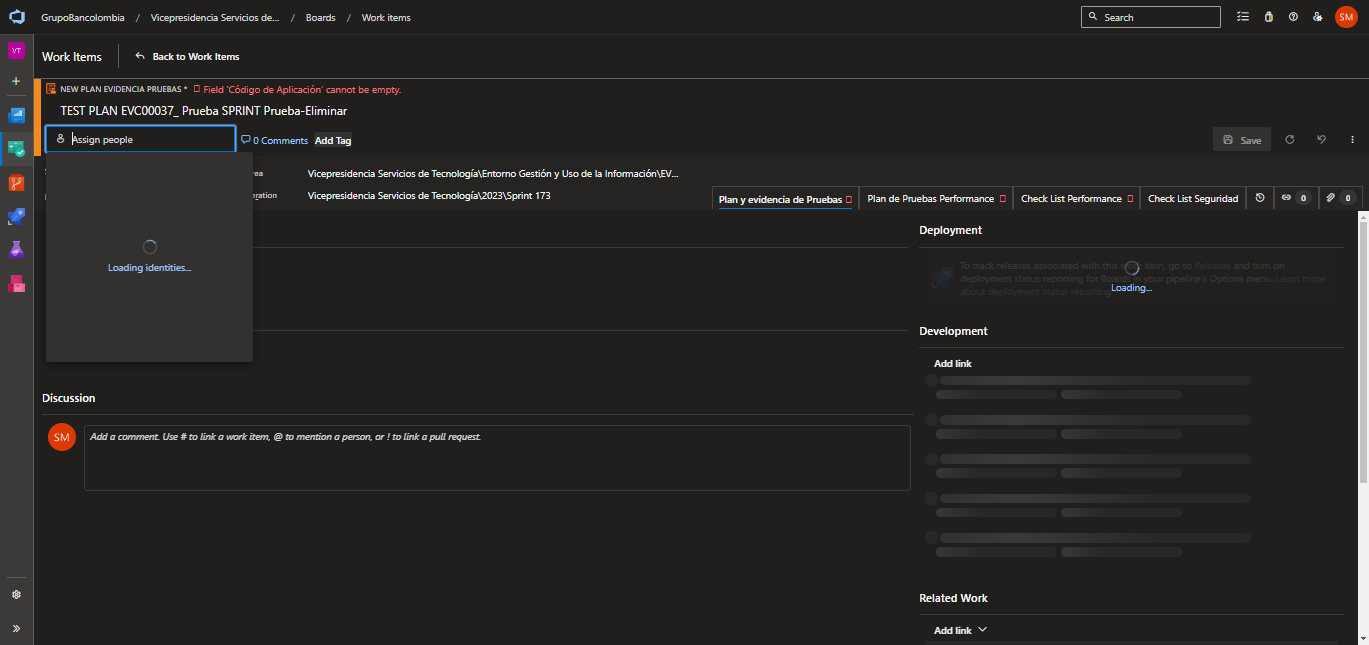 GrupoBancolombia / Vicepresidencia Servicios de... / Boards / Work items
Search
SM
VT
Work Items
Back to Work Items
NEW PLAN EVIDENCIA PRUEBAS * Field 'Código de Aplicación' cannot be empty.
TEST PLAN EVC00037_ Prueba SPRINT Prueba-Eliminar
Assign people
0 Comments
Add Tag
Save
rea
Vicepresidencia Servicios de Tecnología\Entorno Gestión y Uso de la Información\EV...
eration
Vicepresidencia Servicios de Tecnología\2023\Sprint 173
Plan y evidencia de Pruebas
Plan de Pruebas Performance
Check List Performance
Check List Seguridad
0
0
Loading identities...
Deployment
To track releases associated with this work item, go to Releases and turn on
deployment status reporting for Boards in your pipeline's Options menu. Learn more
about deployment status reporting
Loading...
Development
Add link
Discussion
SM
Add a comment. Use # to link a work item, @ to mention a person, or ! to link a pull request.
Related Work
Add link